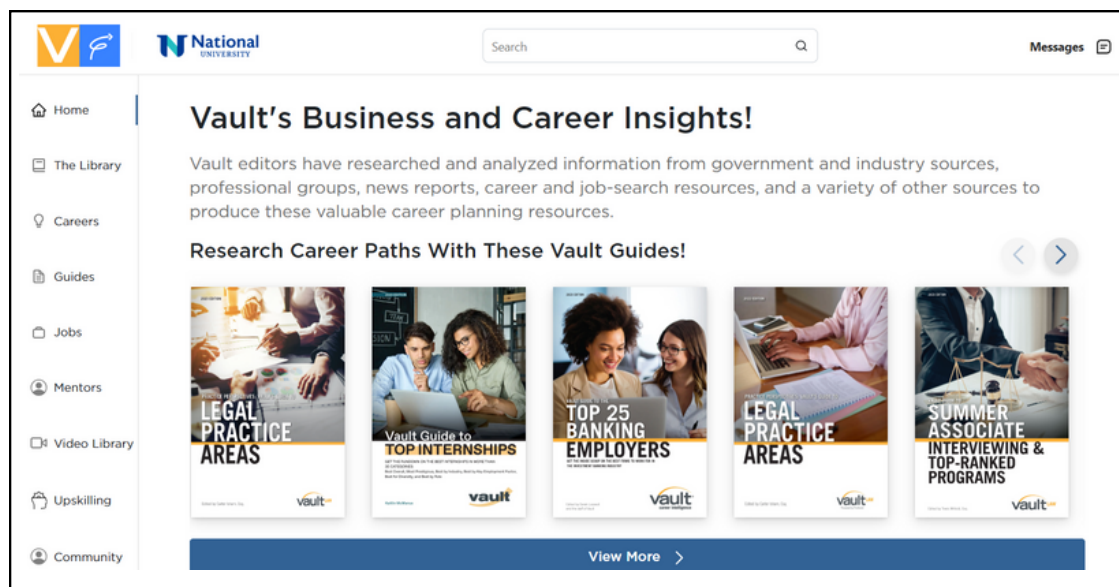 V
National
UNIVERSITY
Search
Messages
Home
The Library
Careers
Guides
Jobs
Mentors
Video Library
Upskilling
Community
Vault's Business and Career Insights!
Vault editors have researched and analyzed information from government and industry sources,
professional groups, news reports, career and job-search resources, and a variety of other sources to
produce these valuable career planning resources.
Research Career Paths With These Vault Guides!
LEGAL
PRACTICE
AREAS
vault
Vault Guide to
TOP INTERNSHIPS
vault
TOP 25
BANKING
EMPLOYERS
vault
career intelligence
LEGAL
PRACTICE
AREAS
vault
SUMMER
ASSOCIATE
INTERVIEWING &
TOP-RANKED
PROGRAMS
vault
View More